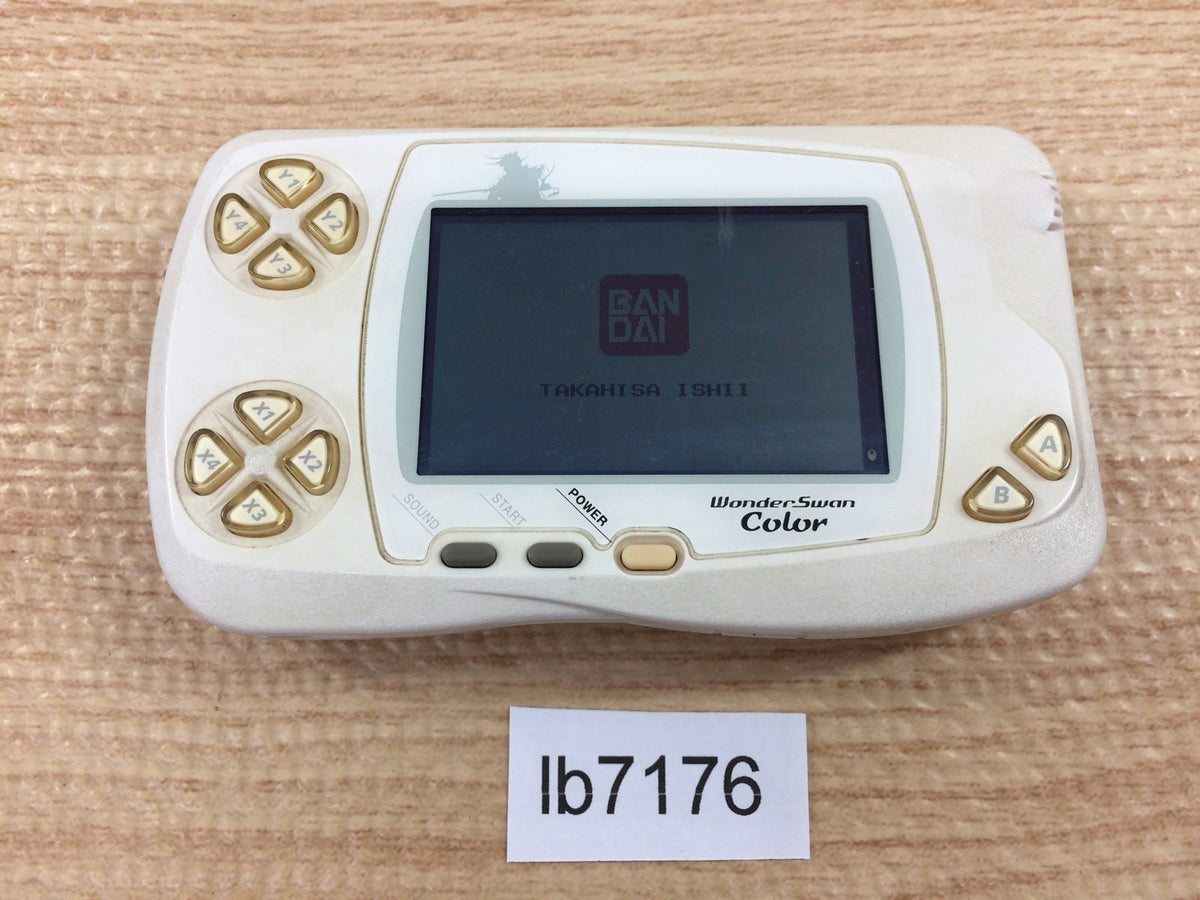 Y1
Y4
Y2
Y3
BAN
DAI
TAKAHISA ISHII
X1
X4
X2
X3
A
B
SOUND
START
POWER
WonderSwan
Color
lb7176